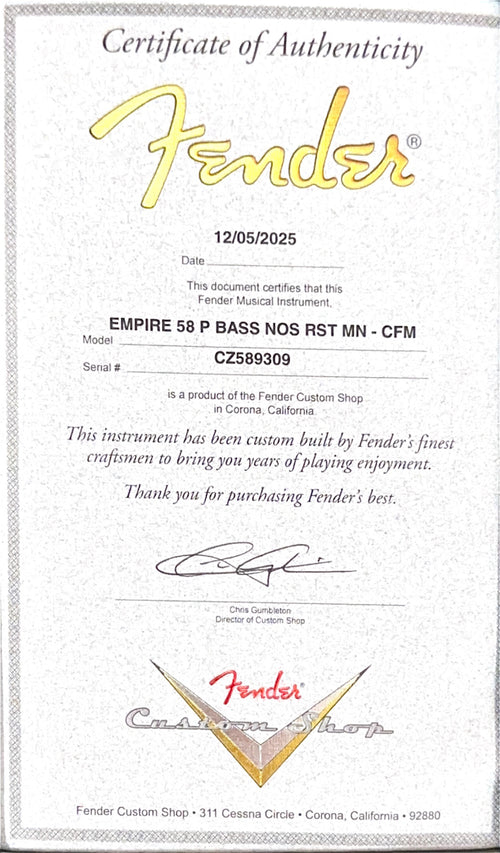 Certificate of Authenticity
Fender®
12/05/2025
Date
This document certifies that this
Fender Musical Instrument,
EMPIRE 58 P BASS NOS RST MN - CFM
Model
CZ589309
Serial #
is a product of the Fender Custom Shop
in Corona, California.
This instrument has been custom built by Fender's finest
craftsmen to bring you years of playing enjoyment.
Thank you for purchasing Fender's best.
Chris Gumbleton
Director of Custom Shop
Fender®
Custom Shop
Fender Custom Shop • 311 Cessna Circle • Corona, California • 92880